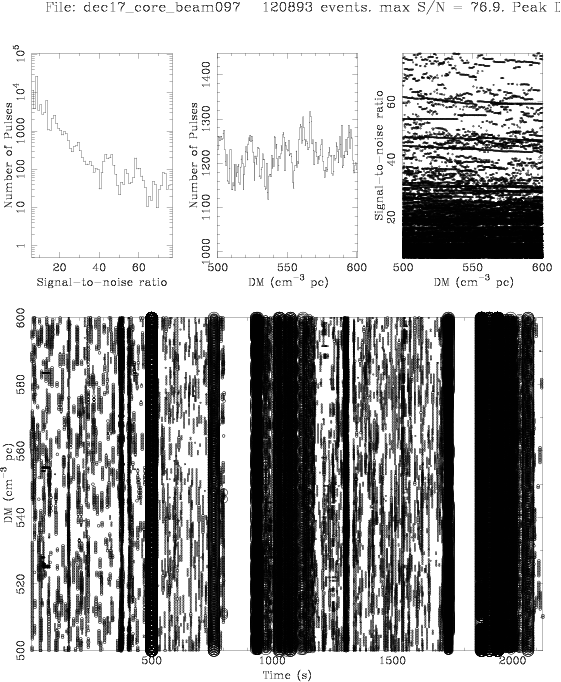 File: dec17_core_beam097 120893 events. max S/N = 76.9. Peak
Number of Pulses
1 10 100 1000 10^4 10^5
20 40 60
Signal-to-noise ratio
Number of Pulses
1000 1100 1200 1300 1400
500 550 600
DM (cm⁻³ pc)
Signal-to-noise ratio
20 40 60
500 550 600
DM (cm⁻³ pc)
DM (cm⁻³ pc)
500 520 540 560 580 600
500 1000 1500 2000
Time (s)